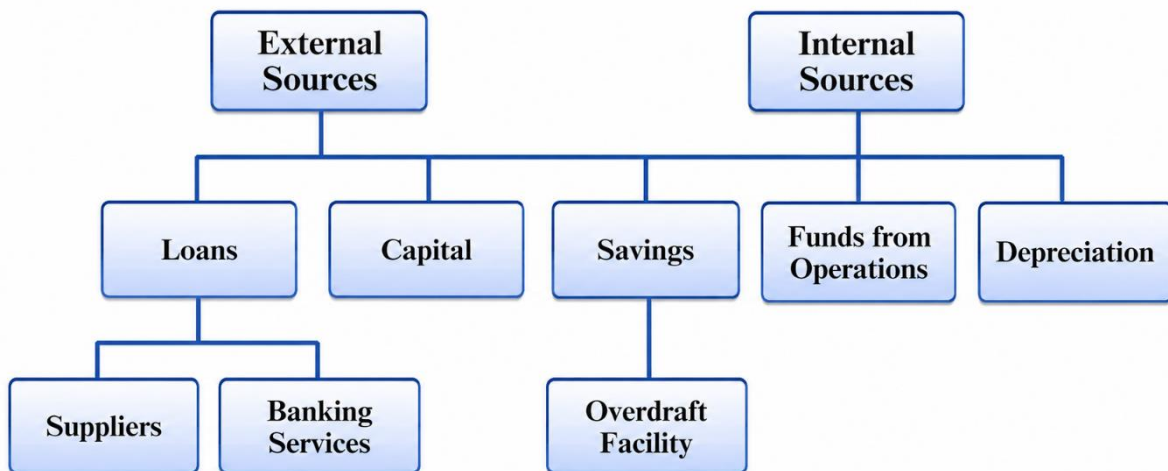 External
Sources
Internal
Sources
Loans
Capital
Savings
Funds from
Operations
Depreciation
Suppliers
Banking
Services
Overdraft
Facility